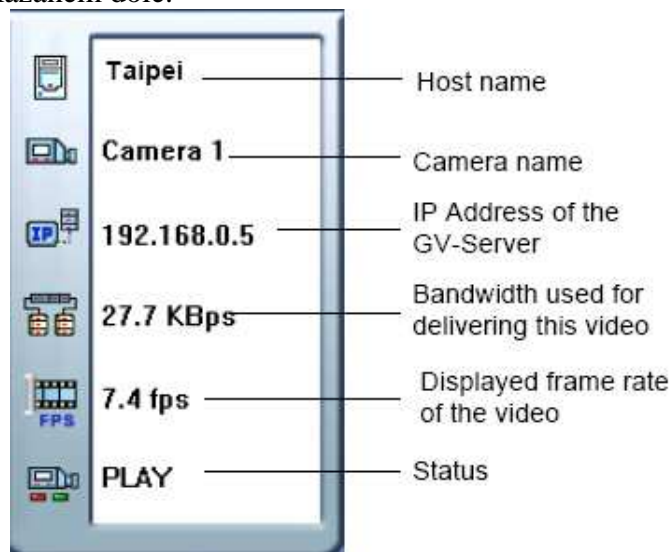 dole.
Taipei
Host name
Camera 1
Camera name
IP
192.168.0.5
IP Address of the
GV-Server
27.7 KBps
Bandwidth used for
delivering this video
FPS
7.4 fps
Displayed frame rate
of the video
PLAY
Status